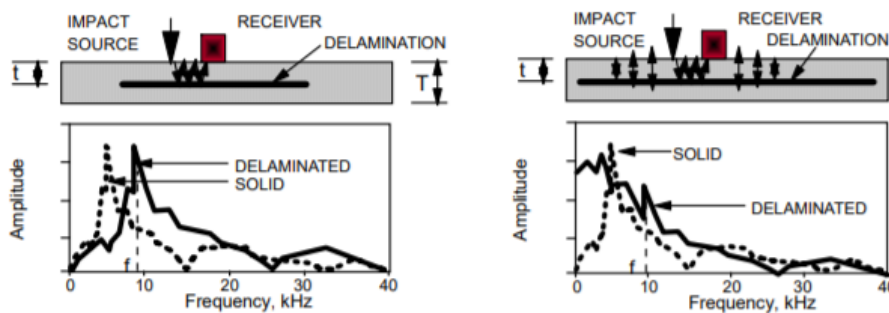 IMPACT SOURCE
RECEIVER
DELAMINATION
t
T
Amplitude
DELAMINATED
SOLID
f
0 10 20 30 40
Frequency, kHz
IMPACT SOURCE
RECEIVER
DELAMINATION
t
Amplitude
SOLID
DELAMINATED
f
0 10 20 30 40
Frequency, kHz